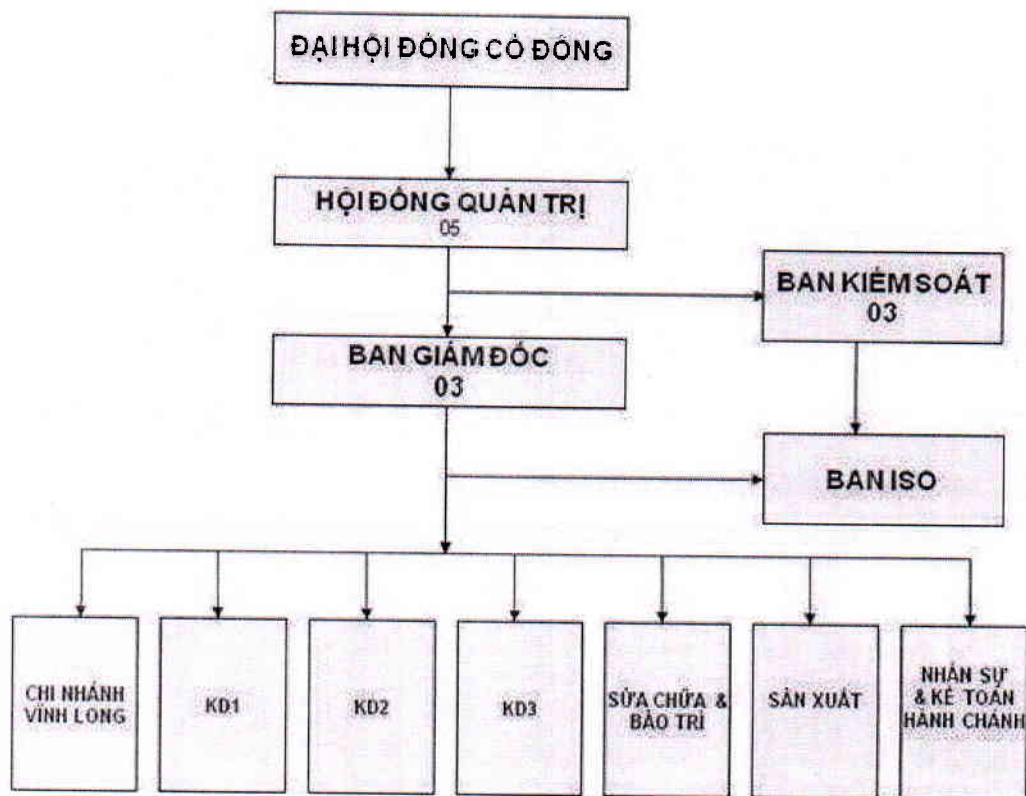 ĐẠI HỘI ĐỒNG CỔ ĐÔNG
HỘI ĐỒNG QUẢN TRỊ
05
BAN KIỂM SOÁT
03
BAN GIÁM ĐỐC
03
BAN ISO
CHI NHÁNH
VĨNH LONG
KD1
KD2
KD3
SỬA CHỮA &
BẢO TRÌ
SẢN XUẤT
NHÂN SỰ
& KẾ TOÁN
HÀNH CHÁNH